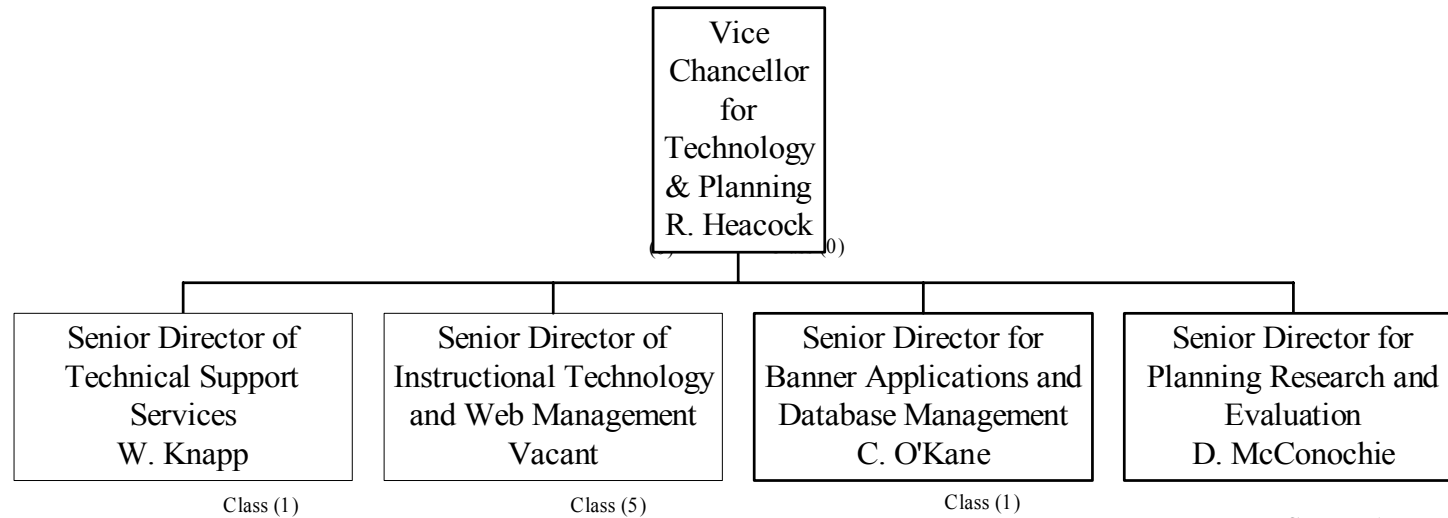 Vice
Chancellor
for
Technology
& Planning
R. Heacock
(0)
Senior Director of
Technical Support
Services
W. Knapp
Senior Director of
Instructional Technology
and Web Management
Vacant
Senior Director for
Banner Applications and
Database Management
C. O'Kane
Senior Director for
Planning Research and
Evaluation
D. McConochie
Class (1)
Class (5)
Class (1)